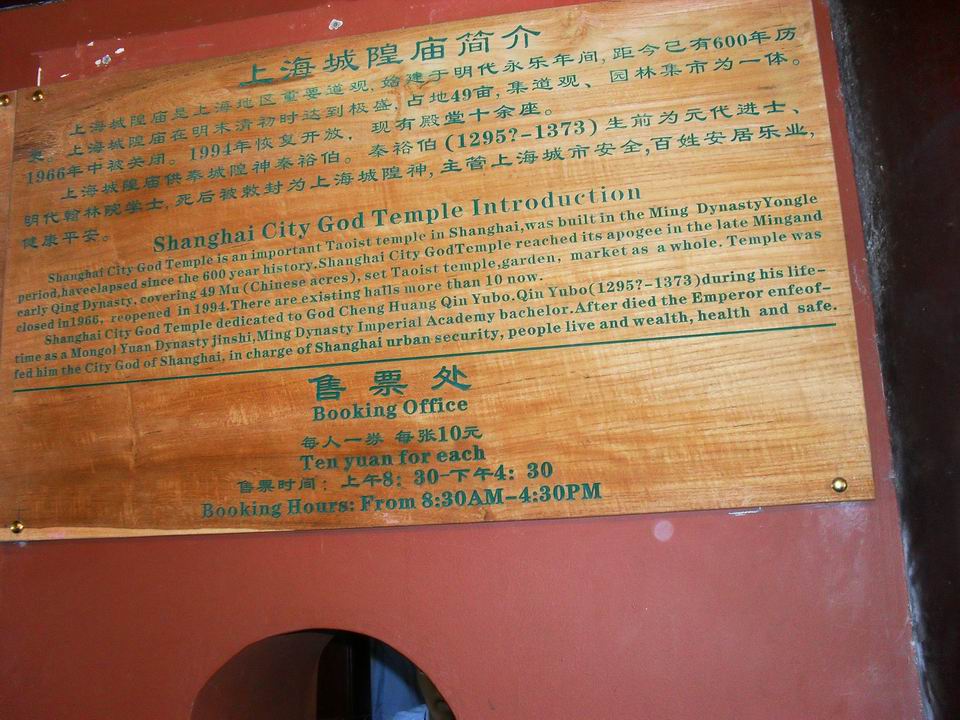 上海城隍庙简介
上海城隍庙是上海地区重要道观,始建于明代永乐年间,距今已有600年历
史。上海城隍庙在明末清初时达到极盛,占地49亩,集道观、园林集市为一体。
1966年中被关闭。1994年恢复开放,现有殿堂十余座。
上海城隍庙供奉城隍神秦裕伯。秦裕伯(1295?-1373)生前为元代进士、
明代翰林院学士,死后被敕封为上海城隍神,主管上海城市安全,百姓安居乐业,
健康平安。
Shanghai City God Temple Introduction
Shanghai City God Temple is an important Taoist temple in Shanghai,was built in the Ming DynastyYongle
period,haveelapsed since the 600 year history.Shanghai City GodTemple reached its apogee in the late Mingand
early Qing Dynasty, covering 49 Mu (Chinese acres), set Taoist temple,garden, market as a whole. Temple was
closed in1966, reopened in 1994.There are existing halls more than 10 now.
Shanghai City God Temple dedicated to God Cheng Huang Qin Yubo.Qin Yubo(1295?-1373)during his life-
time as a Mongol Yuan Dynasty Jinshi,Ming Dynasty Imperial Academy bachelor.After died the Emperor enfeof-
fed him the City God of Shanghai, in charge of Shanghai urban security, people live and wealth, health and safe.
售票处
Booking Office
每人一券 每张10元
Ten yuan for each
售票时间:上午8:30-下午4:30
Booking Hours: From 8:30AM-4:30PM